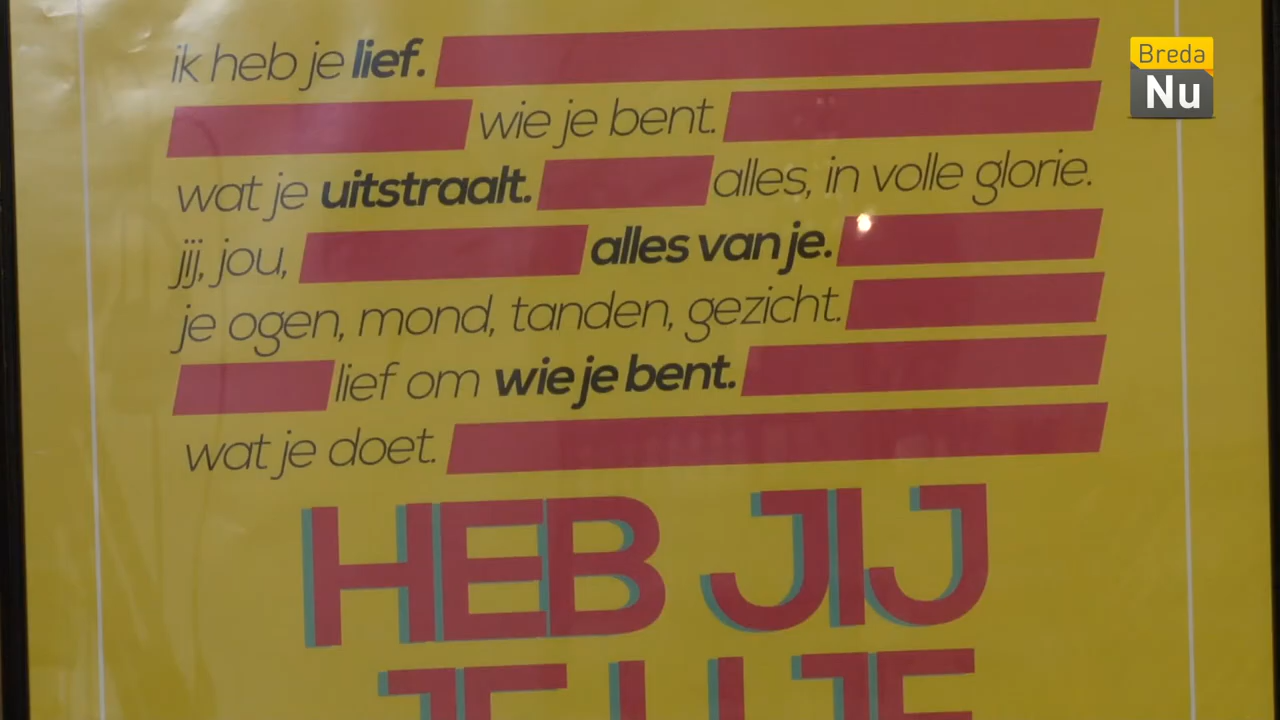 ik heb je lief.
wie je bent.
wat je uitstraalt. alles, in volle glorie.
jij, jou, alles van je.
je ogen, mond, tanden, gezicht.
lief om wie je bent.
wat je doet.
HEB JIJ
Breda
Nu